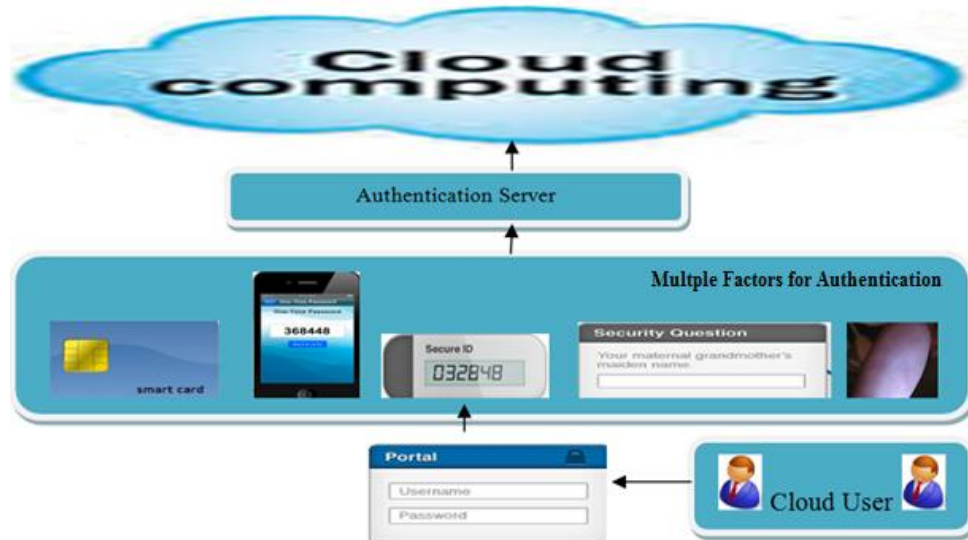 Cloud
computing
Authentication Server
Multple Factors for Authentication
One Time Password
368448
smart card
Secure ID
032848
Security Question
Your maternal grandmother's
maiden name.
Portal
Username
Password
Cloud User